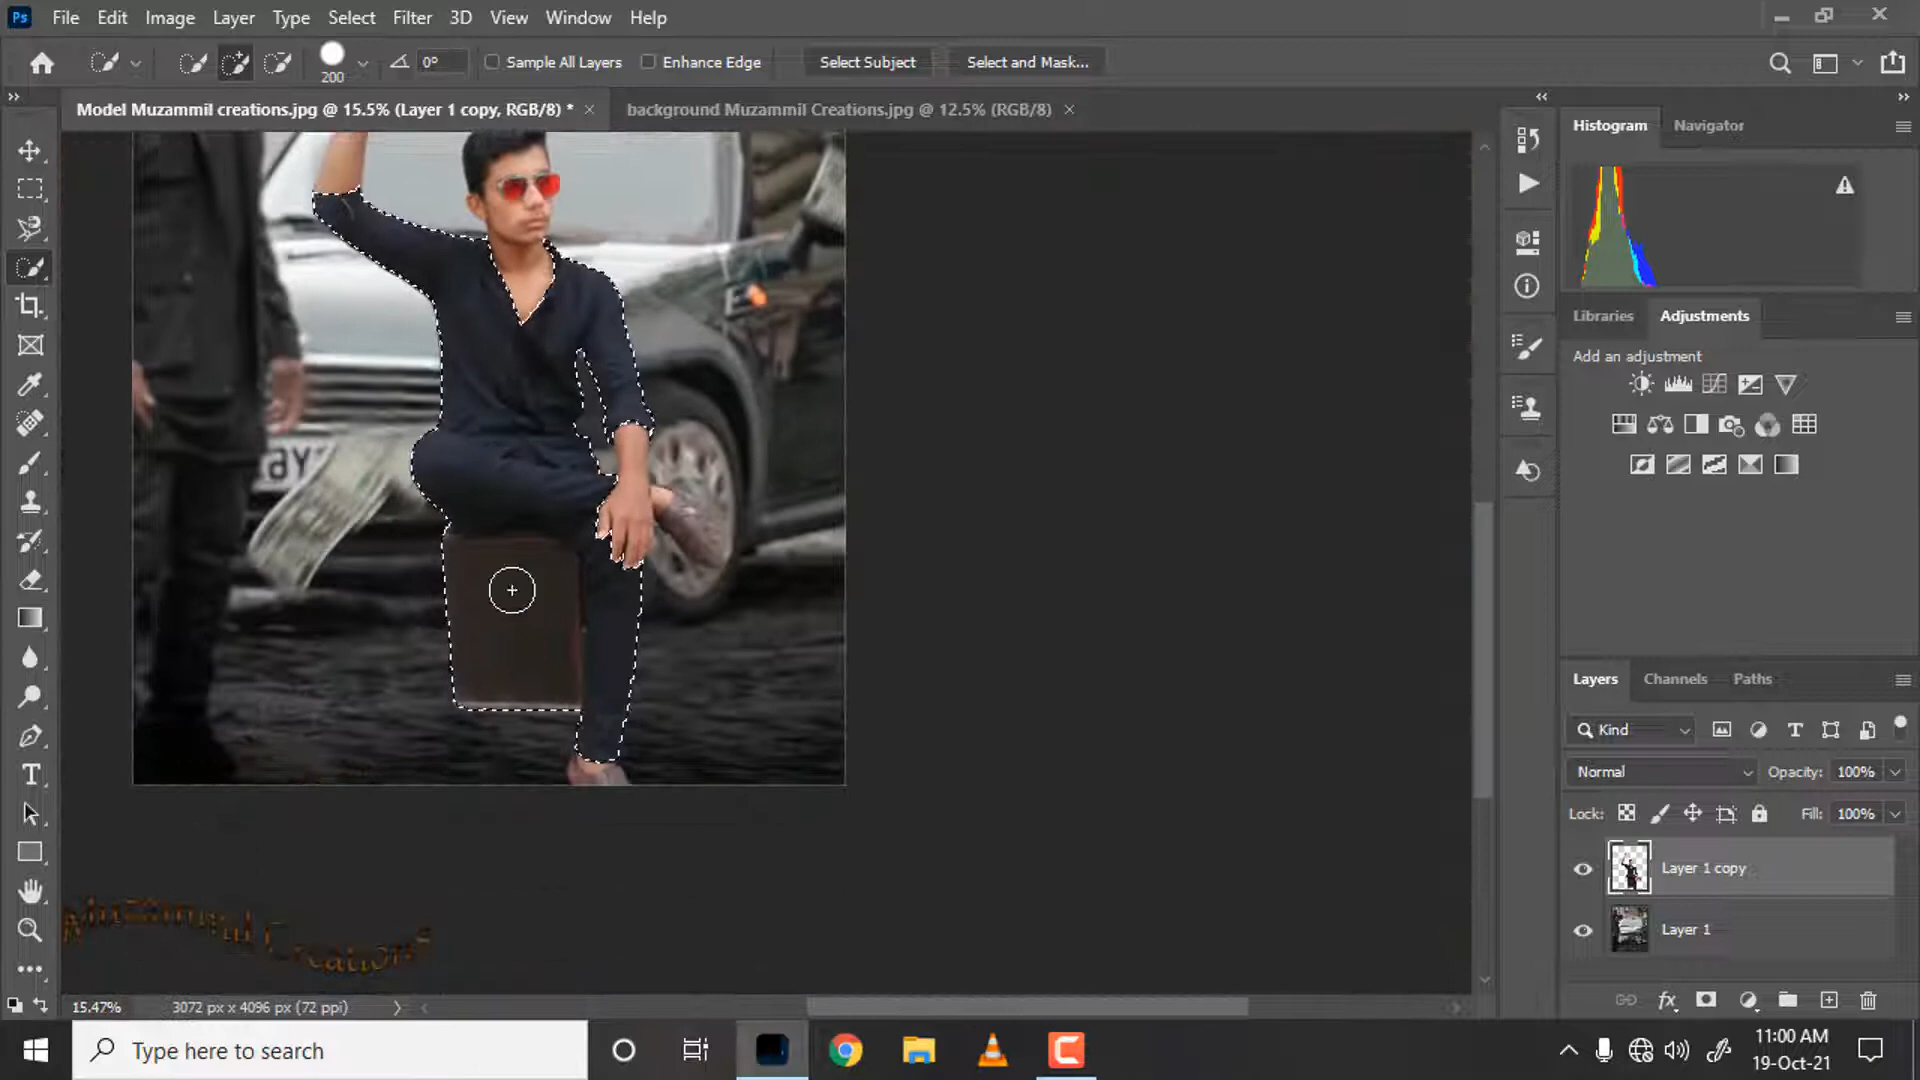 Ps File Edit Image Layer Type Select Filter 3D View Window Help
200 0° Sample All Layers Enhance Edge Select Subject Select and Mask...
Model Muzammil creations.jpg @ 15.5% (Layer 1 copy, RGB/8) * × background Muzammil Creations.jpg @ 12.5% (RGB/8) ×
Histogram Navigator
Libraries Adjustments
Add an adjustment
Layers Channels Paths
Kind
Normal Opacity: 100%
Lock: Fill: 100%
Layer 1 copy
Layer 1
Muzammil Creations
15.47% 3072 px x 4096 px (72 ppi)
Type here to search
11:00 AM
19-Oct-21